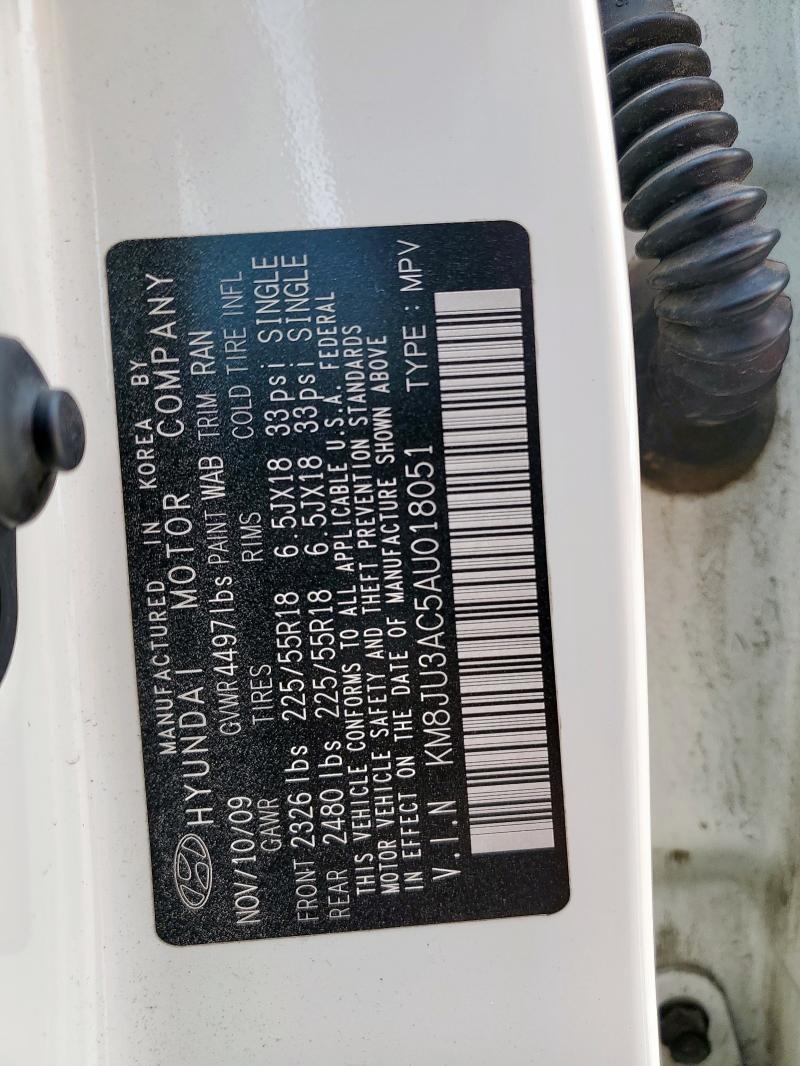 MANUFACTURED IN KOREA BY
HYUNDAI MOTOR COMPANY
NOV/10/09 GVWR 4497lbs PAINT WAB TRIM RAN
GAWR TIRES RIMS COLD TIRE INFL
FRONT 2326 lbs 225/55R18 6.5JX18 33psi SINGLE
REAR 2480 lbs 225/55R18 6.5JX18 33psi SINGLE
THIS VEHICLE CONFORMS TO ALL APPLICABLE U.S.A. FEDERAL
MOTOR VEHICLE SAFETY AND THEFT PREVENTION STANDARDS
IN EFFECT ON THE DATE OF MANUFACTURE SHOWN ABOVE
V.I.N KM8JU3AC5AU018051 TYPE : MPV